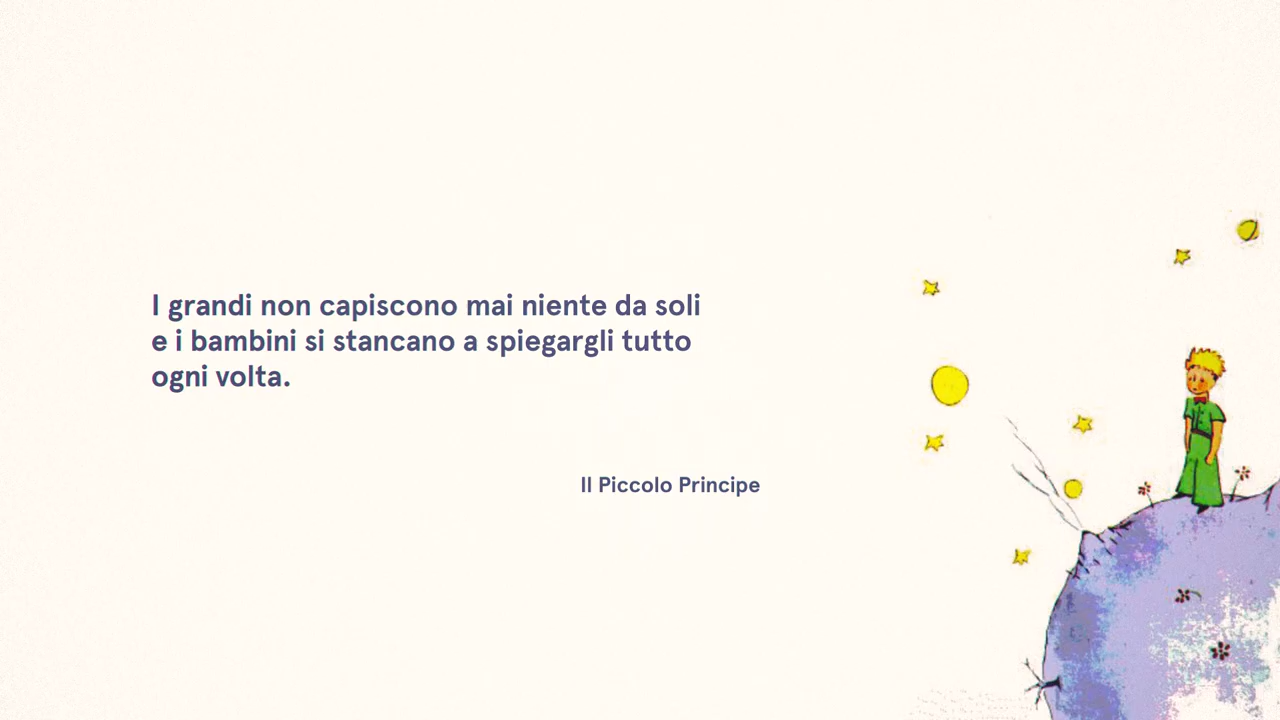 I grandi non capiscono mai niente da soli
e i bambini si stancano a spiegargli tutto
ogni volta.
Il Piccolo Principe